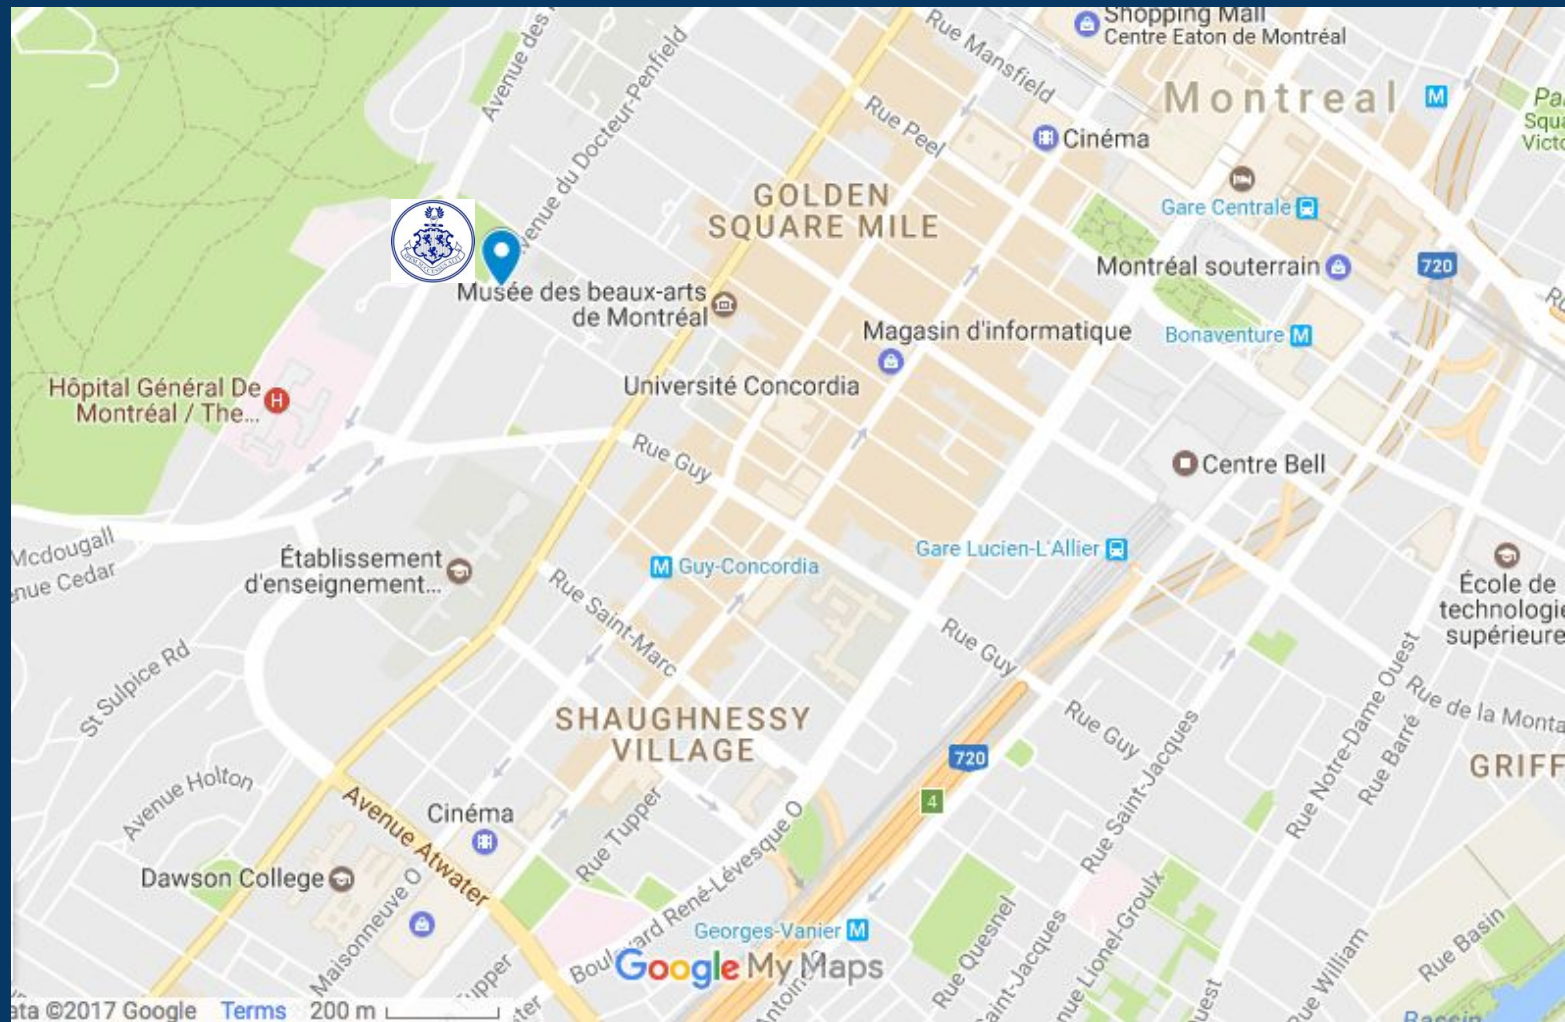 Shopping Mall
Centre Eaton de Montréal
Rue Mansfield
Avenue des
Avenue du Docteur-Penfield
Montreal
M
Rue Peel
Cinéma
GOLDEN
SQUARE MILE
Gare Centrale
Montréal souterrain
720
Musée des beaux-arts
de Montréal
Magasin d'informatique
Bonaventure M
Université Concordia
Hôpital Général De
Montréal / The...
H
Rue Guy
Centre Bell
Mcdougall
Établissement
d'enseignement...
M Guy-Concordia
Gare Lucien-L'Allier
École de
technologie
supérieure
Rue Saint-Marc
Rue Guy
St Sulpice Rd
SHAUGHNESSY
VILLAGE
Rue Guy
Rue Notre-Dame Ouest
Rue de la Monta
Rue Barré
GRIFF
720
4
Rue Saint-Jacques
Avenue Holton
Avenue Atwater
Cinéma
Rue Tupper
Dawson College
Maisonneuve O
Boulevard René-Lévesque O
Georges-Vanier M
Google My Maps
Rue Quesnel
Saint-Jacques
Lionel-Groulx
Rue William
Rue Basin
Tupper
Bassin
ata ©2017 Google
Terms
200 m